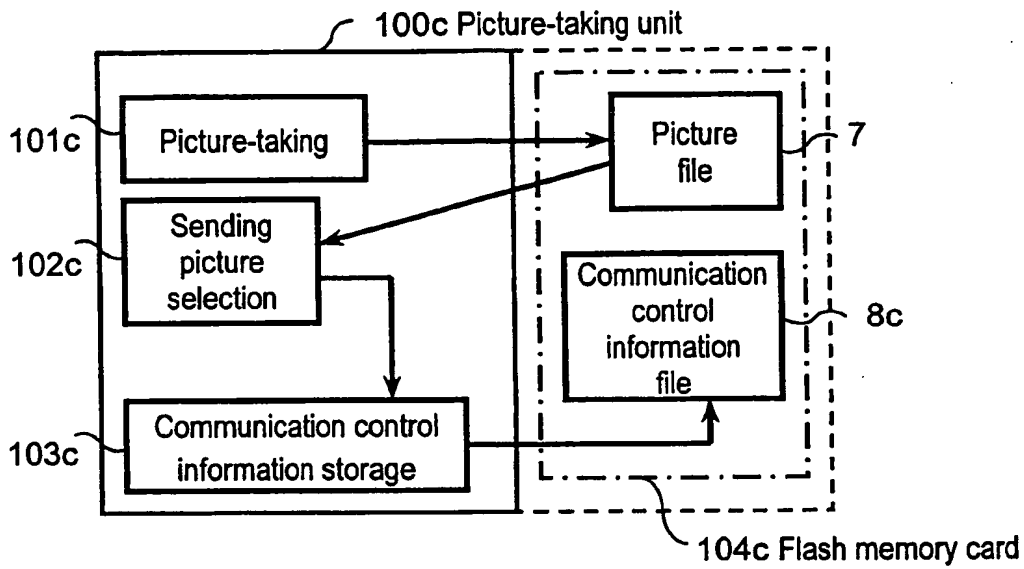 100c Picture-taking unit
101c
Picture-taking
Picture
file
7
102c
Sending
picture
selection
Communication
control
information
file
8c
103c
Communication control
information storage
104c Flash memory card